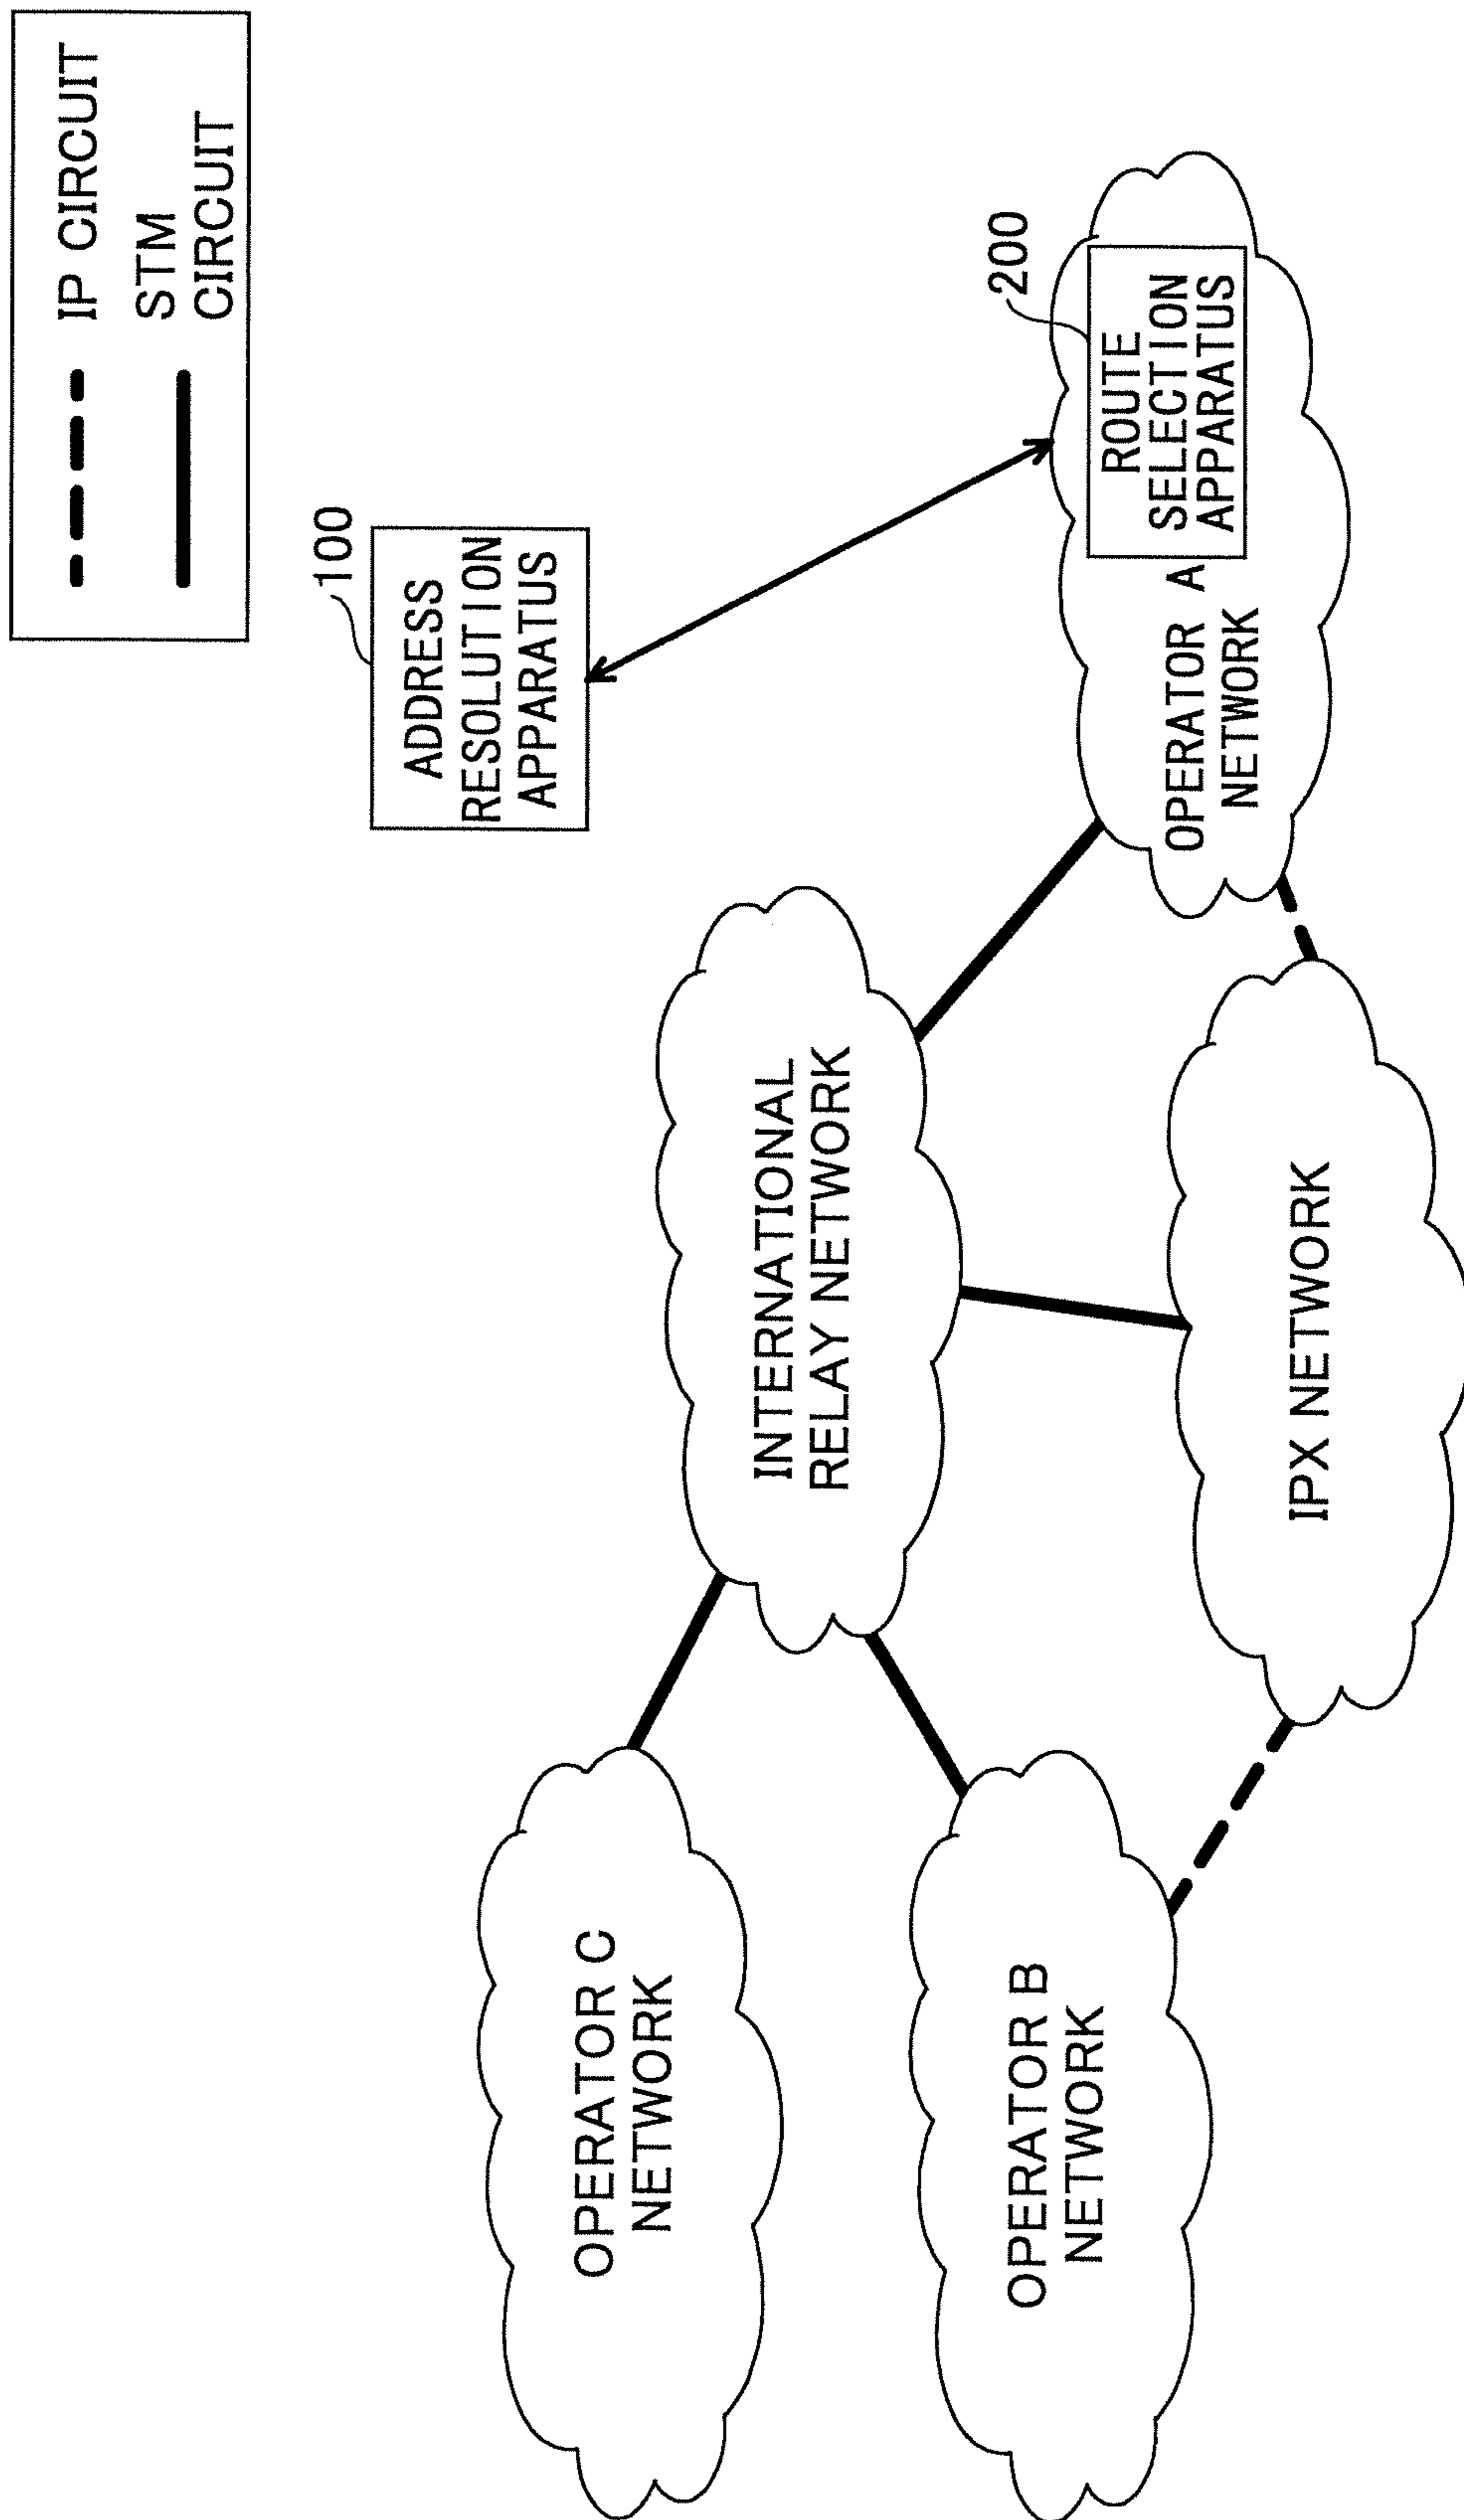 IP CIRCUIT
STM
CIRCUIT
100
ADDRESS
RESOLUTION
APPARATUS
200
ROUTE
SELECTION
APPARATUS
OPERATOR A
NETWORK
INTERNATIONAL
RELAY NETWORK
IPX NETWORK
OPERATOR C
NETWORK
OPERATOR B
NETWORK